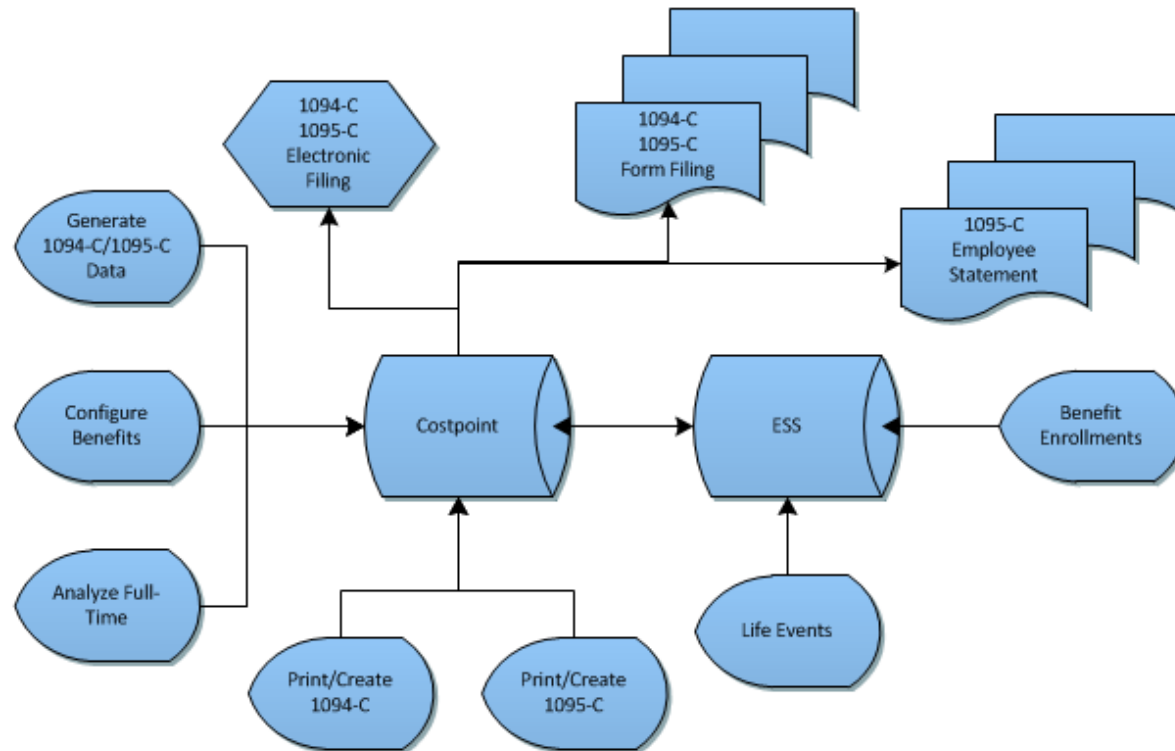 1094-C
1095-C
Electronic
Filing
1094-C
1095-C
Form Filing
1095-C
Employee
Statement
Generate
1094-C/1095-C
Data
Configure
Benefits
Costpoint
ESS
Benefit
Enrollments
Analyze Full-
Time
Print/Create
1094-C
Print/Create
1095-C
Life Events